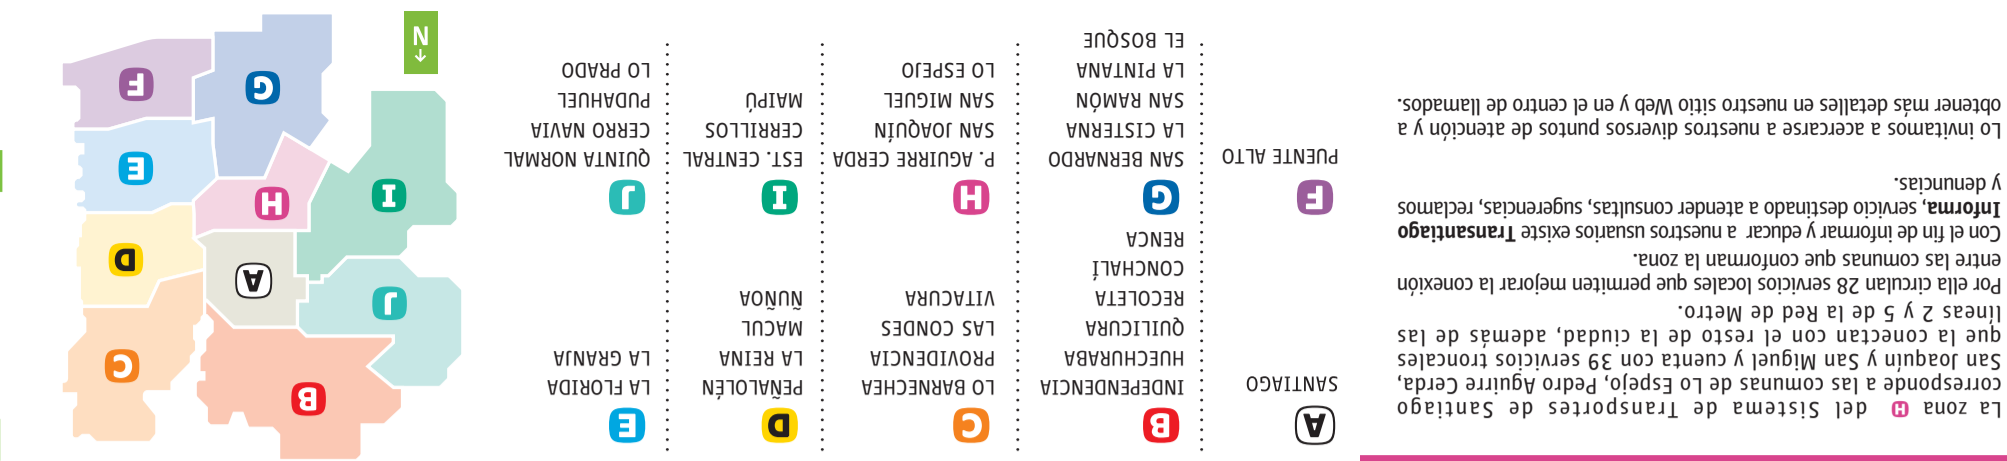 La zona H del Sistema de Transportes de Santiago
corresponde a las comunas de Lo Espejo, Pedro Aguirre Cerda,
San Joaquín y San Miguel y cuenta con 39 servicios troncales
que la conectan con el resto de la ciudad, además de las
líneas 2 y 5 de la Red de Metro.
Por ella circulan 28 servicios locales que permiten mejorar la conexión
entre las comunas que conforman la zona.
Con el fin de informar y educar a nuestros usuarios existe Transantiago
Informa, servicio destinado a atender consultas, sugerencias, reclamos
y denuncias.
Lo invitamos a acercarse a nuestros diversos puntos de atención y a
obtener más detalles en nuestro sitio Web y en el centro de llamados.
A
SANTIAGO
B
INDEPENDENCIA
HUECHURABA
QUILICURA
RECOLETA
CONCHALÍ
RENCA
C
LO BARNECHEA
PROVIDENCIA
LAS CONDES
VITACURA
D
PEÑALOLÉN
LA REINA
MACUL
ÑUÑOA
E
LA FLORIDA
LA GRANJA
F
PUENTE ALTO
G
SAN BERNARDO
LA CISTERNA
SAN RAMÓN
LA PINTANA
EL BOSQUE
H
P. AGUIRRE CERDA
SAN JOAQUÍN
SAN MIGUEL
LO ESPEJO
I
EST. CENTRAL
CERRILLOS
MAIPÚ
J
QUINTA NORMAL
CERRO NAVIA
PUDAHUEL
LO PRADO
B
C
J
A
D
H
I
E
G
F
N